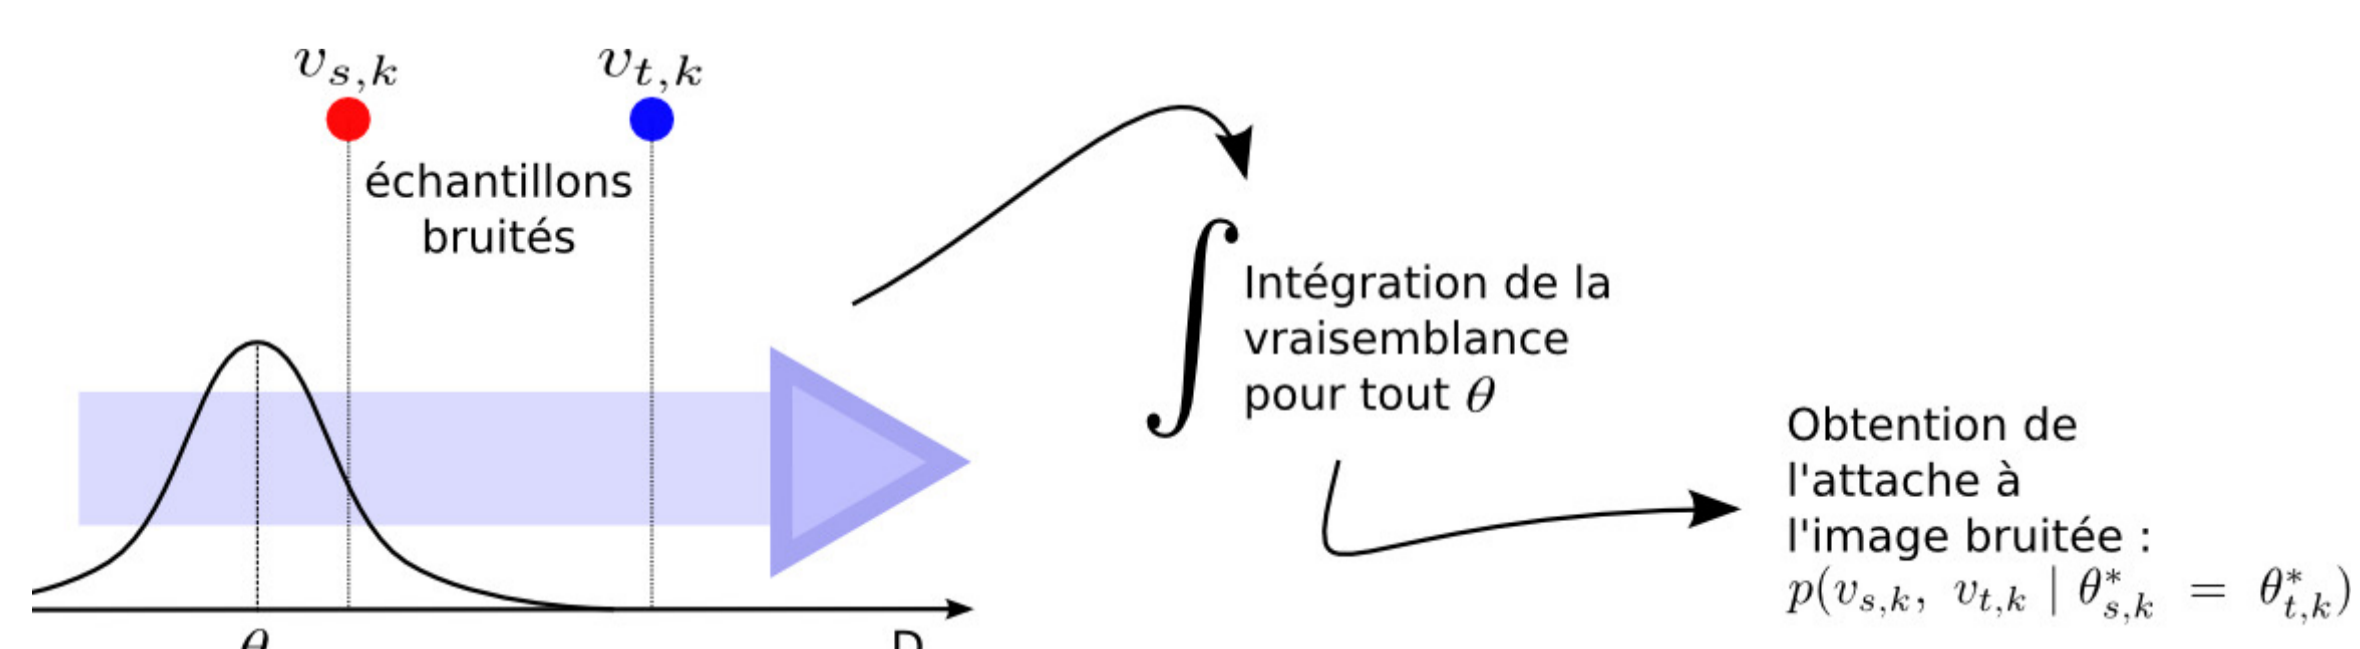 v_{s,k} v_{t,k}
échantillons
bruités
∫
Intégration de la
vraisemblance
pour tout θ
Obtention de
l'attache à
l'image bruitée :
p(v_{s,k}, v_{t,k} | θ*_{s,k} = θ*_{t,k})
θ